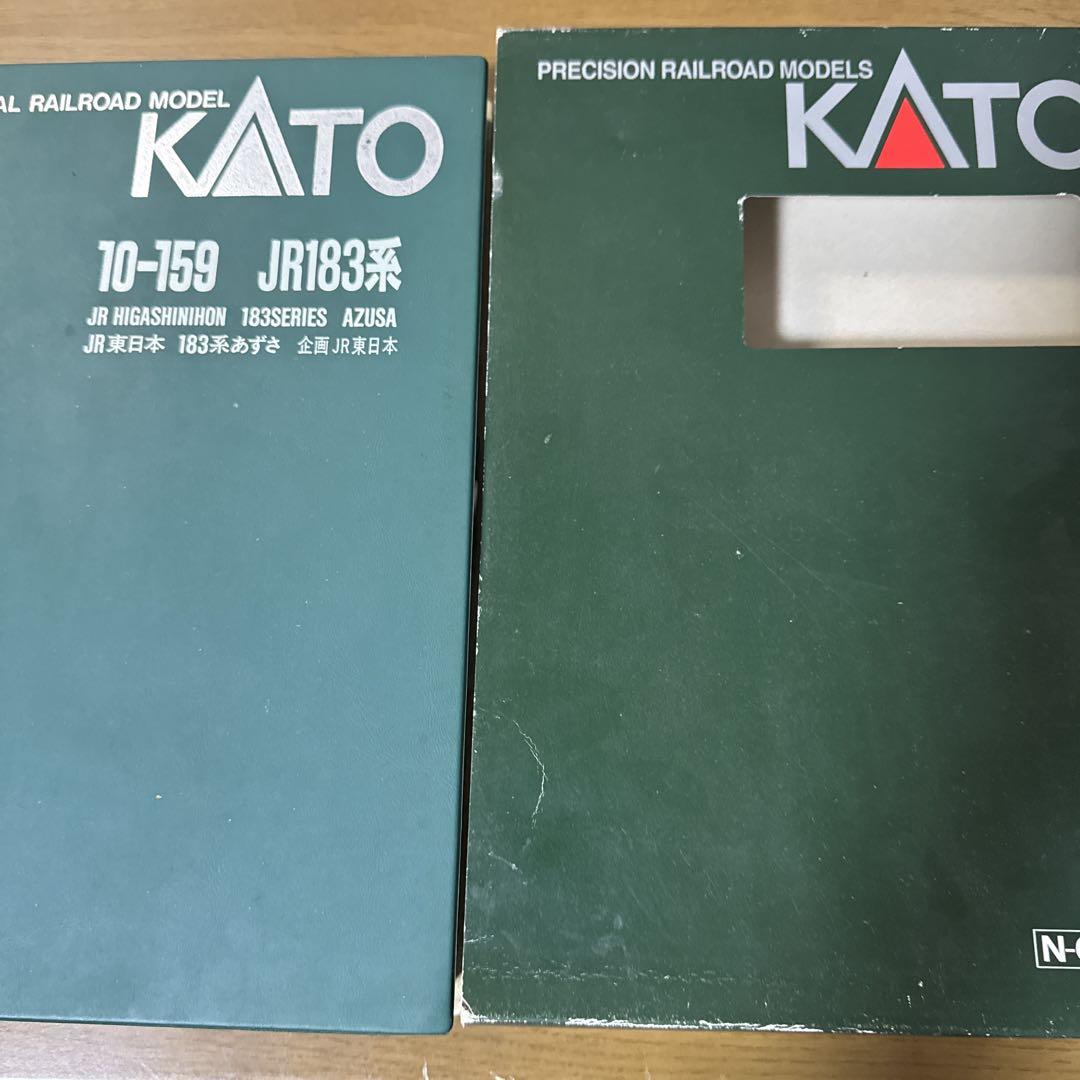 AL RAILROAD MODEL
KATO
10-159 JR183系
JR HIGASHINIHON 183SERIES AZUSA
JR東日本 183系あずさ 企画JR東日本
PRECISION RAILROAD MODELS
KATO
N-